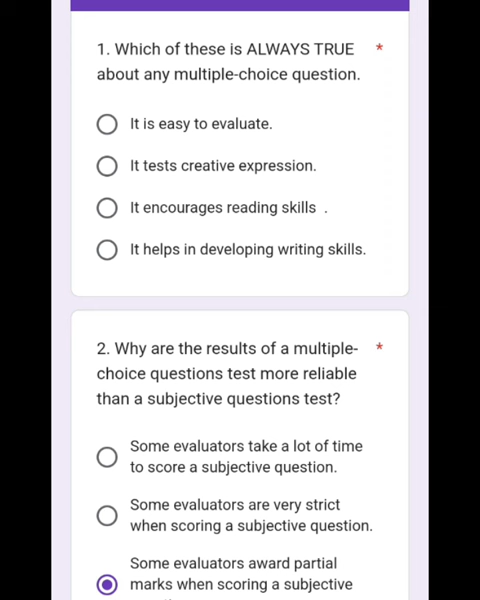 1. Which of these is ALWAYS TRUE *
about any multiple-choice question.
It is easy to evaluate.
It tests creative expression.
It encourages reading skills .
It helps in developing writing skills.
2. Why are the results of a multiple- *
choice questions test more reliable
than a subjective questions test?
Some evaluators take a lot of time
to score a subjective question.
Some evaluators are very strict
when scoring a subjective question.
Some evaluators award partial
marks when scoring a subjective